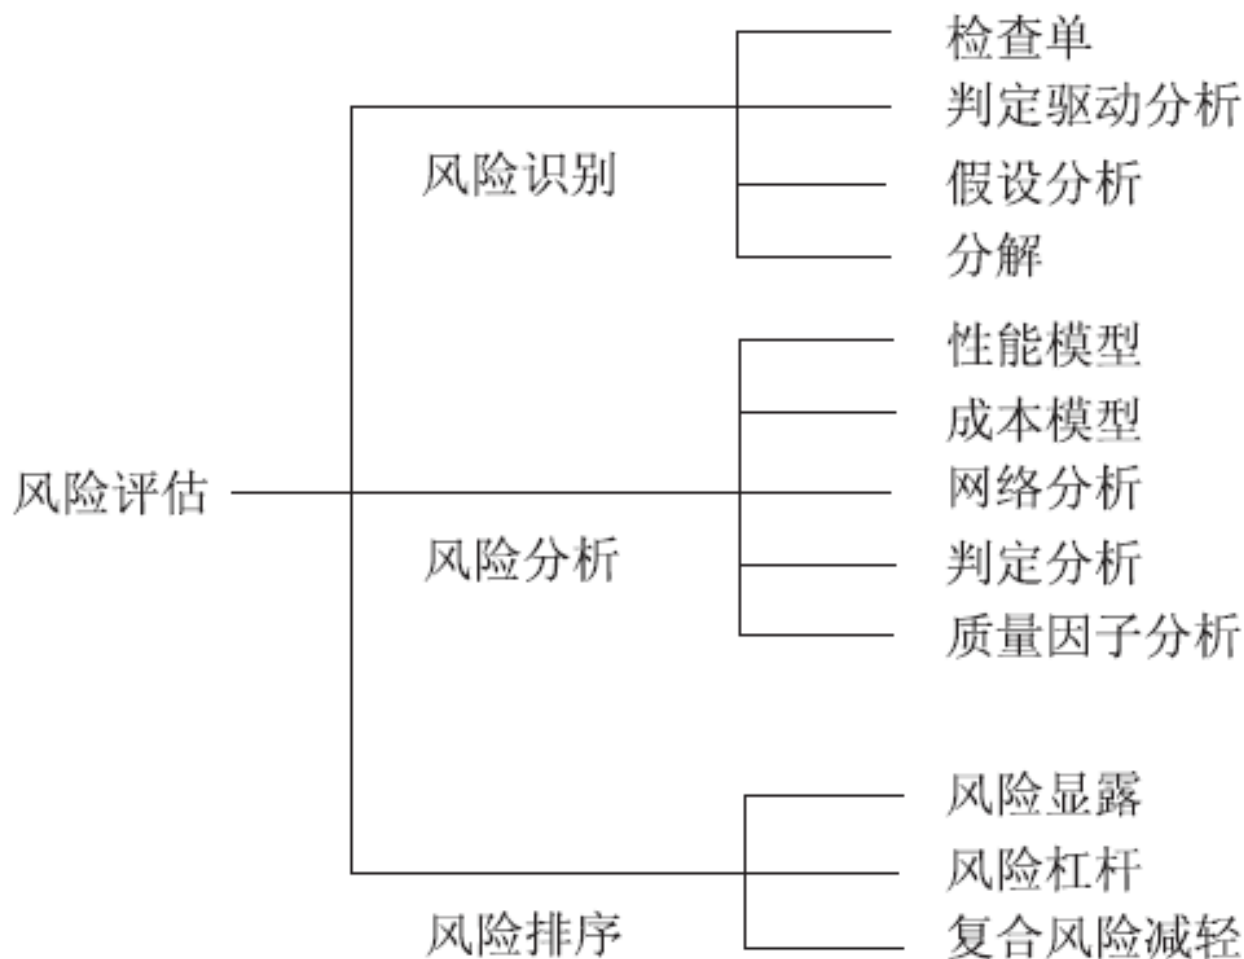 风险评估
风险识别
检查单
判定驱动分析
假设分析
分解
风险分析
性能模型
成本模型
网络分析
判定分析
质量因子分析
风险排序
风险显露
风险杠杆
复合风险减轻